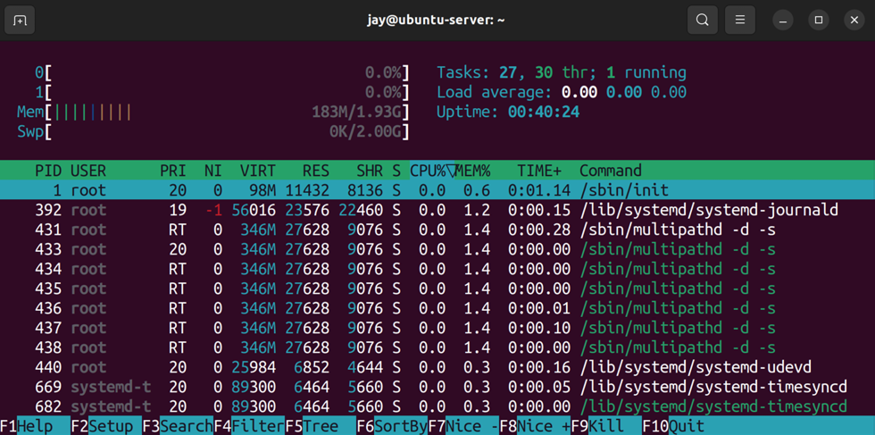 jay@ubuntu-server: ~
0[ 0.0%] Tasks: 27, 30 thr; 1 running
1[ 0.0%] Load average: 0.00 0.00 0.00
Mem[||||||||| 183M/1.93G] Uptime: 00:40:24
Swp[ 0K/2.00G]
PID USER PRI NI VIRT RES SHR S CPU%▽MEM% TIME+ Command
1 root 20 0 98M 11432 8136 S 0.0 0.6 0:01.14 /sbin/init
392 root 19 -1 56016 23576 22460 S 0.0 1.2 0:00.15 /lib/systemd/systemd-journald
431 root RT 0 346M 27628 9076 S 0.0 1.4 0:00.28 /sbin/multipathd -d -s
433 root 20 0 346M 27628 9076 S 0.0 1.4 0:00.00 /sbin/multipathd -d -s
434 root RT 0 346M 27628 9076 S 0.0 1.4 0:00.00 /sbin/multipathd -d -s
435 root RT 0 346M 27628 9076 S 0.0 1.4 0:00.00 /sbin/multipathd -d -s
436 root RT 0 346M 27628 9076 S 0.0 1.4 0:00.01 /sbin/multipathd -d -s
437 root RT 0 346M 27628 9076 S 0.0 1.4 0:00.10 /sbin/multipathd -d -s
438 root RT 0 346M 27628 9076 S 0.0 1.4 0:00.00 /sbin/multipathd -d -s
440 root 20 0 25984 6852 4644 S 0.0 0.3 0:00.16 /lib/systemd/systemd-udevd
669 systemd-t 20 0 89300 6464 5660 S 0.0 0.3 0:00.05 /lib/systemd/systemd-timesyncd
682 systemd-t 20 0 89300 6464 5660 S 0.0 0.3 0:00.00 /lib/systemd/systemd-timesyncd
F1Help F2Setup F3SearchF4FilterF5Tree F6SortByF7Nice -F8Nice +F9Kill F10Quit